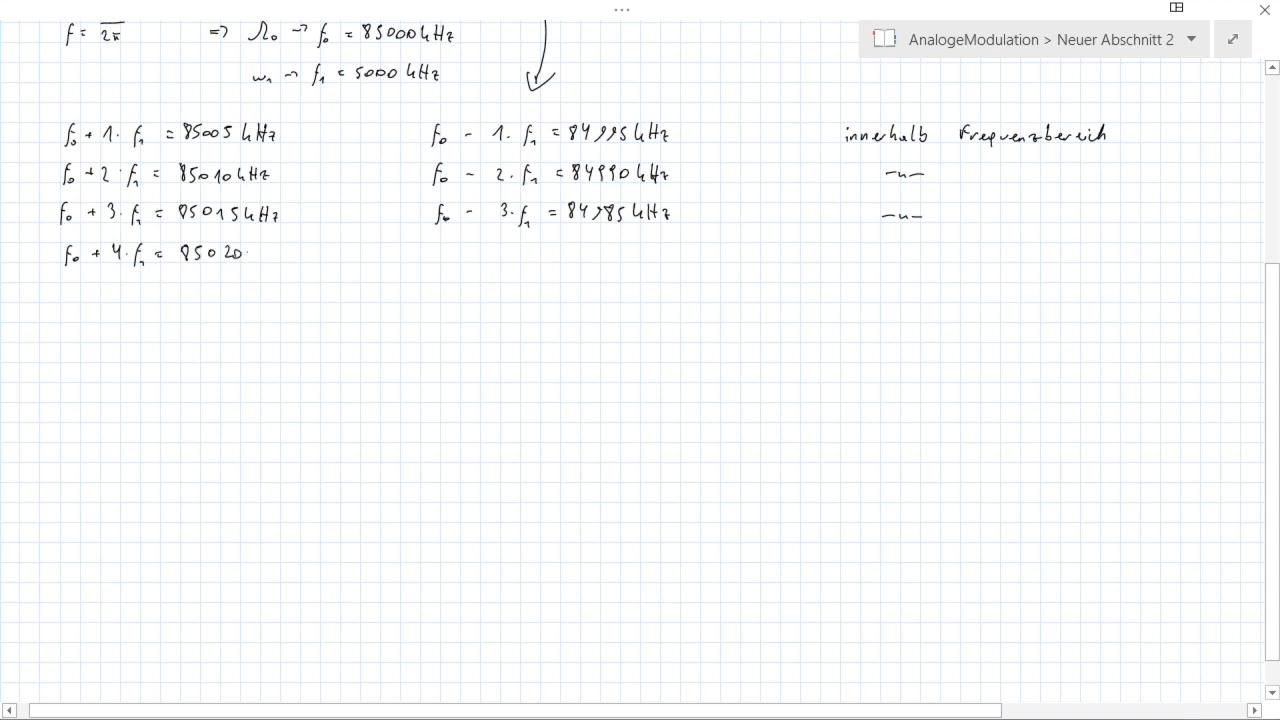 AnalogeModulation > Neuer Abschnitt 2
f = 2π ⇒ Ω₀ → f₀ = 85000 kHz
ω₁ → f₁ = 5000 kHz
f₀ + 1 · f₁ = 85005 kHz f₀ - 1 · f₁ = 84995 kHz innerhalb Frequenzbereich
f₀ + 2 · f₁ = 85010 kHz f₀ - 2 · f₁ = 84990 kHz —"—
f₀ + 3 · f₁ = 85015 kHz f₀ - 3 · f₁ = 84985 kHz —"—
f₀ + 4 · f₁ = 85020